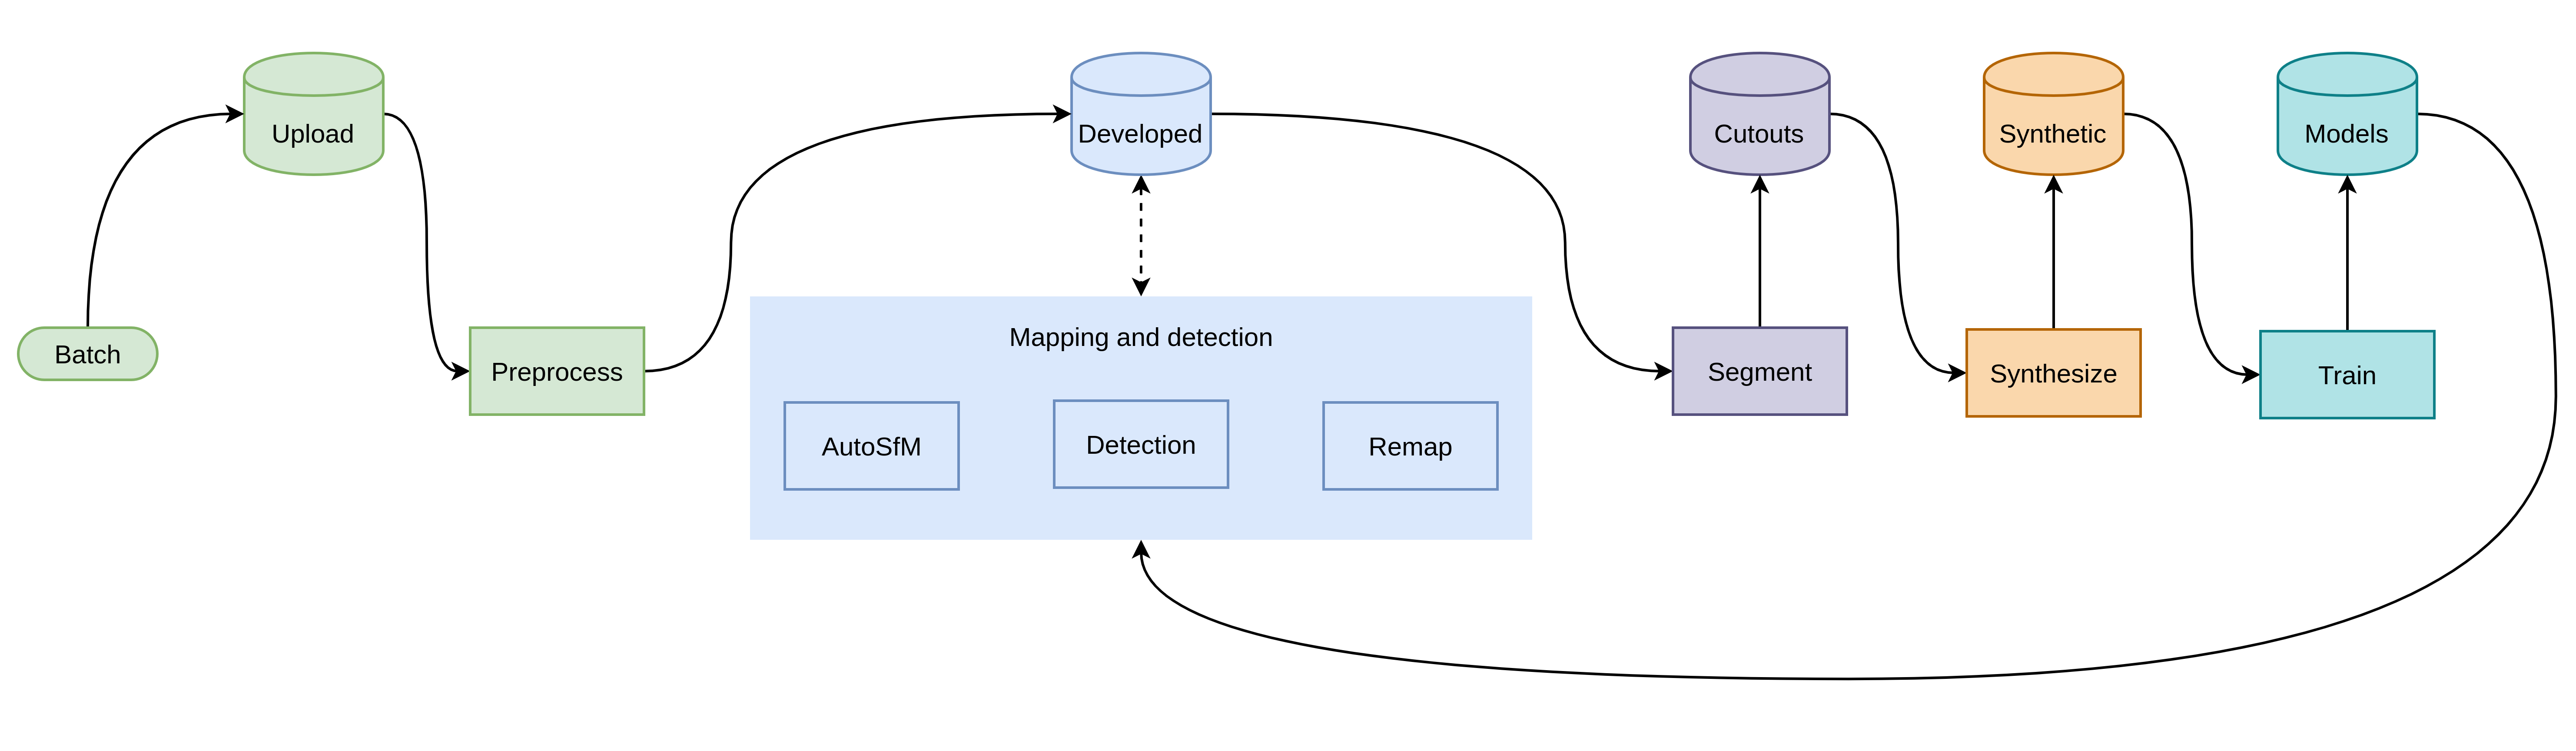 Upload
Developed
Cutouts
Synthetic
Models
Batch
Preprocess
Mapping and detection
AutoSfM
Detection
Remap
Segment
Synthesize
Train